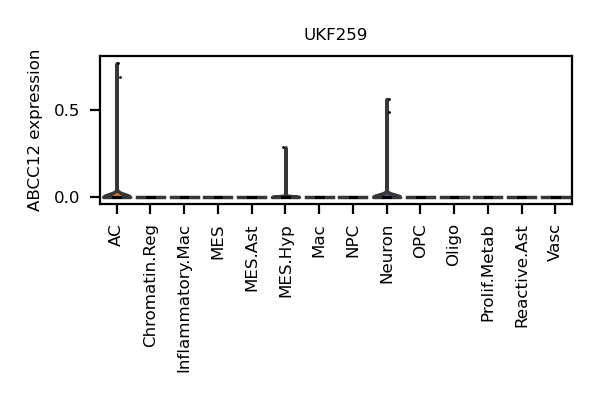 UKF259
ABCC12 expression
0.5
0.0
AC
Chromatin.Reg
Inflammatory.Mac
MES
MES.Ast
MES.Hyp
Mac
NPC
Neuron
OPC
Oligo
Prolif.Metab
Reactive.Ast
Vasc